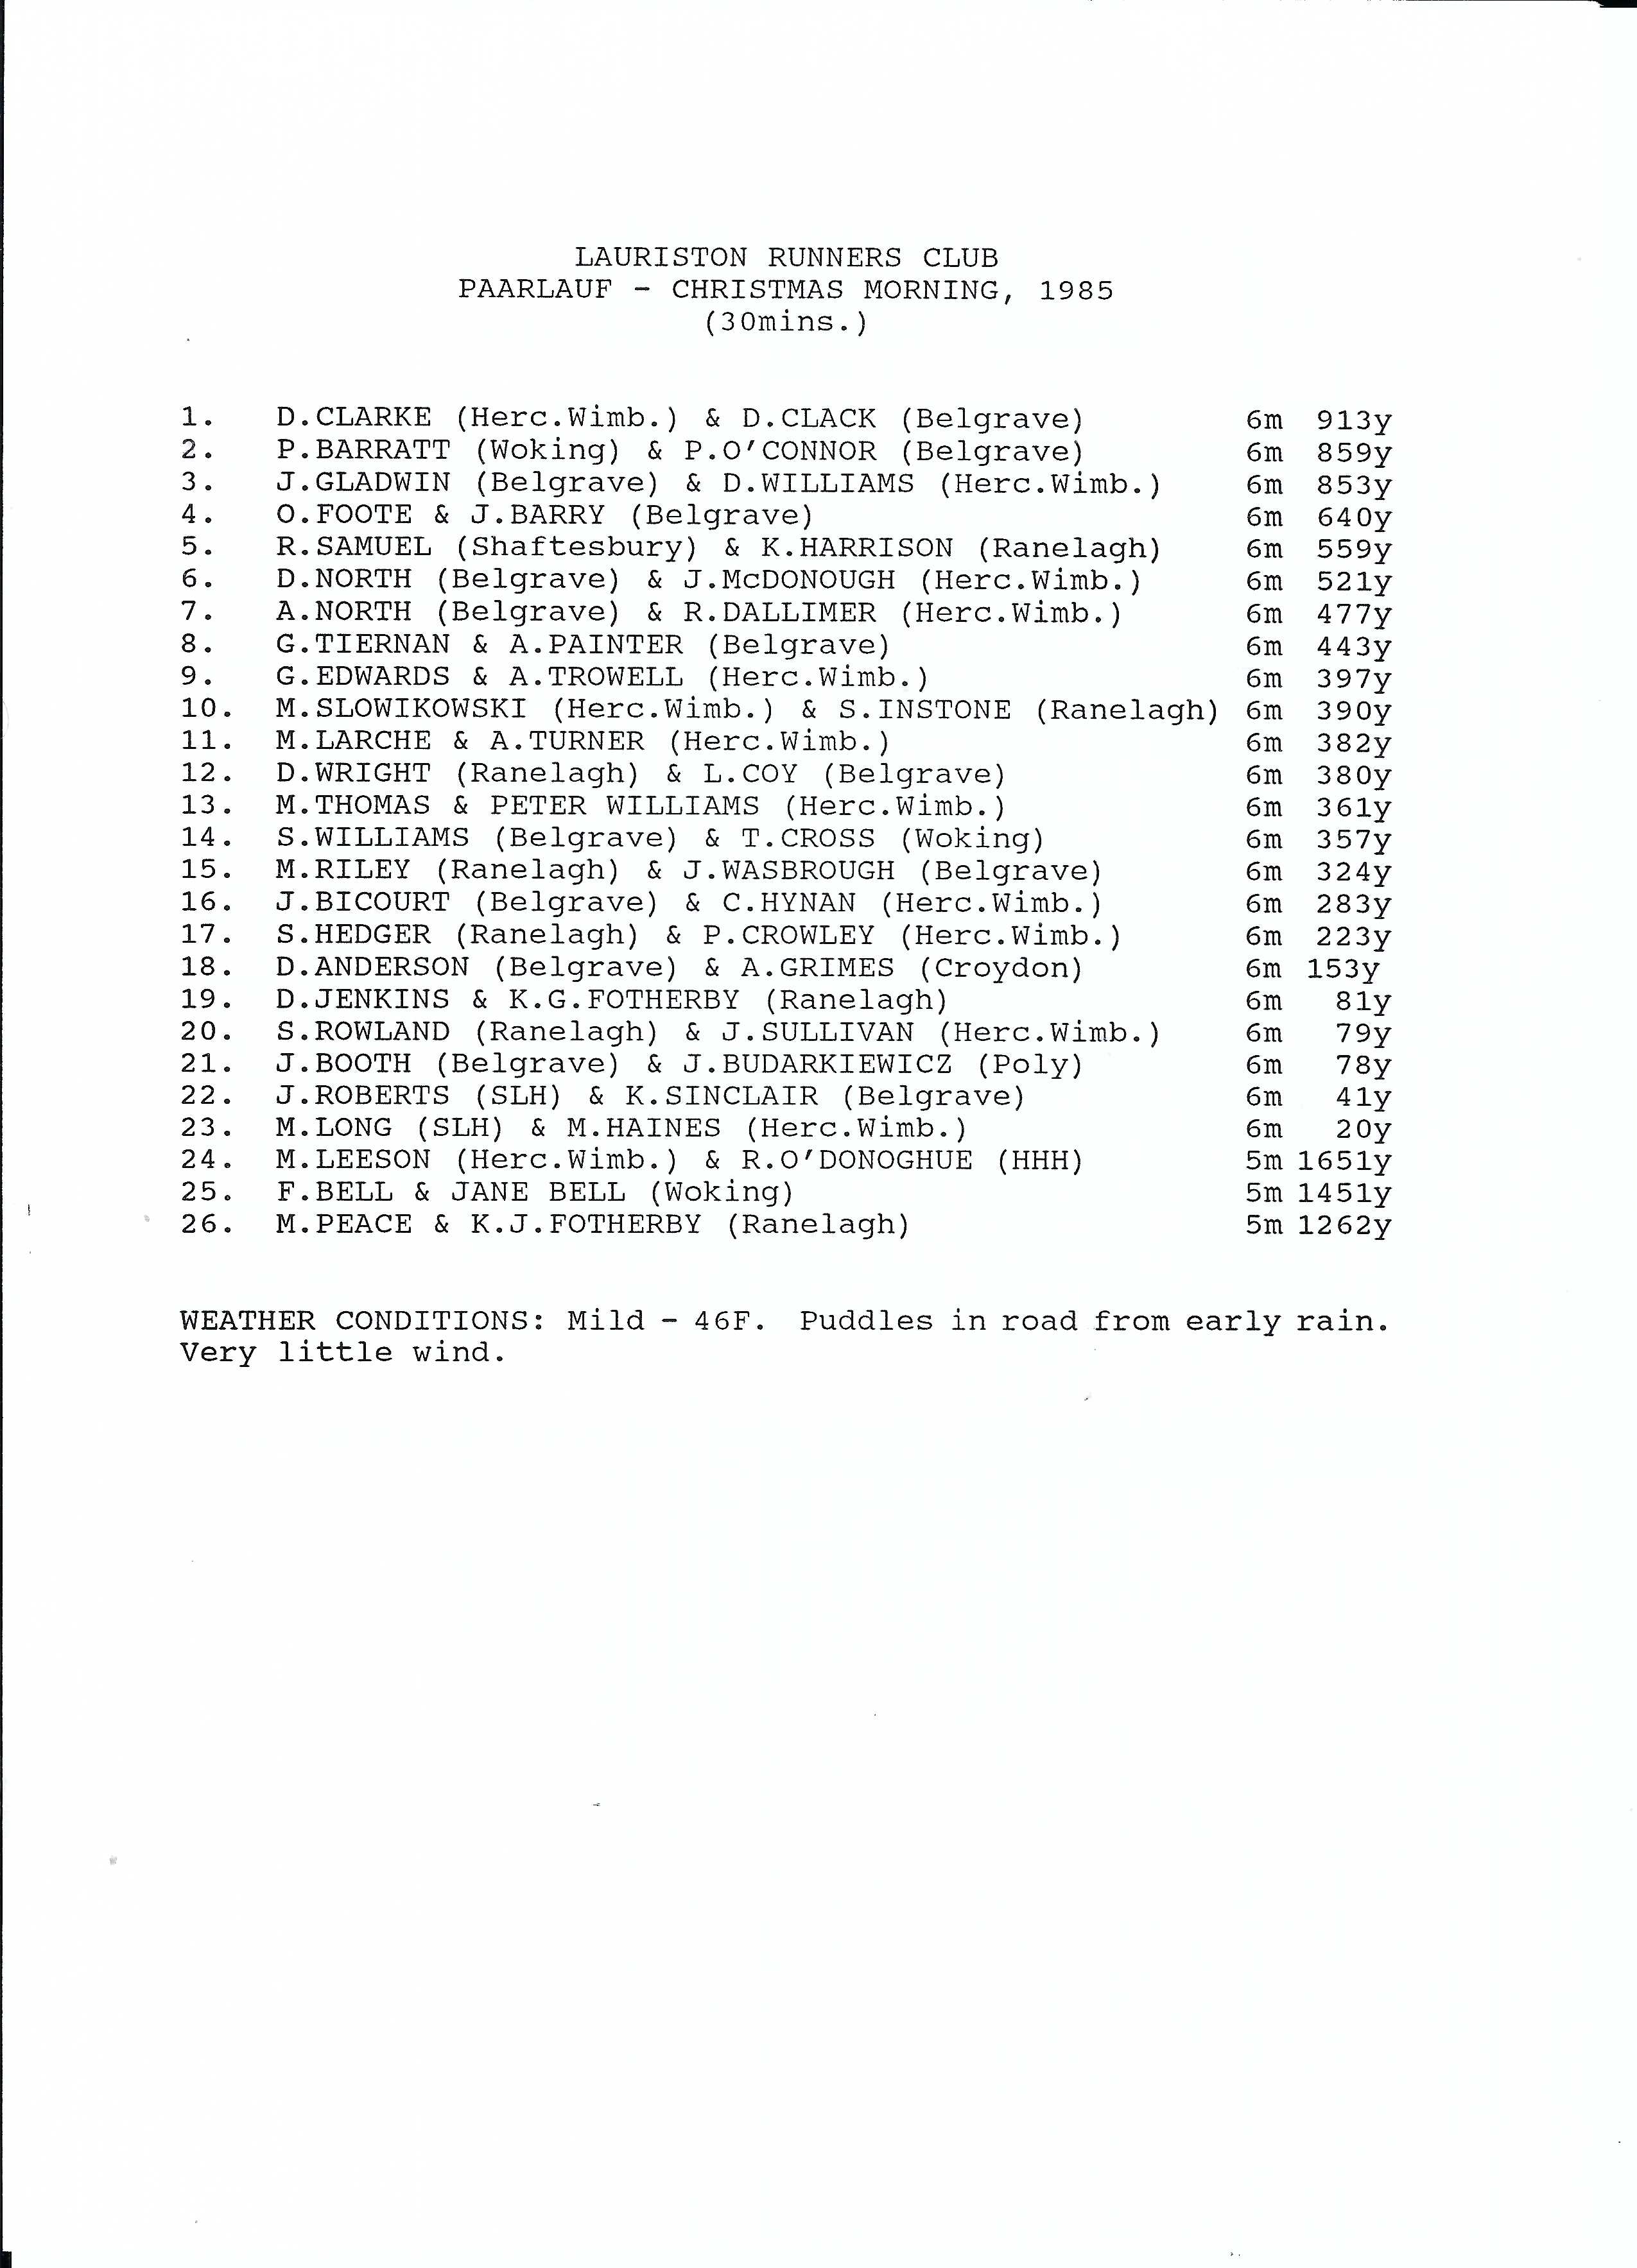 LAURISTON RUNNERS CLUB
PAARLAUF - CHRISTMAS MORNING, 1985
(30mins.)
1. D.CLARKE (Herc.Wimb.) & D.CLACK (Belgrave) 6m 913y
2. P.BARRATT (Woking) & P.O'CONNOR (Belgrave) 6m 859y
3. J.GLADWIN (Belgrave) & D.WILLIAMS (Herc.Wimb.) 6m 853y
4. O.FOOTE & J.BARRY (Belgrave) 6m 640y
5. R.SAMUEL (Shaftesbury) & K.HARRISON (Ranelagh) 6m 559y
6. D.NORTH (Belgrave) & J.McDONOUGH (Herc.Wimb.) 6m 521y
7. A.NORTH (Belgrave) & R.DALLIMER (Herc.Wimb.) 6m 477y
8. G.TIERNAN & A.PAINTER (Belgrave) 6m 443y
9. G.EDWARDS & A.TROWELL (Herc.Wimb.) 6m 397y
10. M.SLOWIKOWSKI (Herc.Wimb.) & S.INSTONE (Ranelagh) 6m 390y
11. M.LARCHE & A.TURNER (Herc.Wimb.) 6m 382y
12. D.WRIGHT (Ranelagh) & L.COY (Belgrave) 6m 380y
13. M.THOMAS & PETER WILLIAMS (Herc.Wimb.) 6m 361y
14. S.WILLIAMS (Belgrave) & T.CROSS (Woking) 6m 357y
15. M.RILEY (Ranelagh) & J.WASBROUGH (Belgrave) 6m 324y
16. J.BICOURT (Belgrave) & C.HYNAN (Herc.Wimb.) 6m 283y
17. S.HEDGER (Ranelagh) & P.CROWLEY (Herc.Wimb.) 6m 223y
18. D.ANDERSON (Belgrave) & A.GRIMES (Croydon) 6m 153y
19. D.JENKINS & K.G.FOTHERBY (Ranelagh) 6m 81y
20. S.ROWLAND (Ranelagh) & J.SULLIVAN (Herc.Wimb.) 6m 79y
21. J.BOOTH (Belgrave) & J.BUDARKIEWICZ (Poly) 6m 78y
22. J.ROBERTS (SLH) & K.SINCLAIR (Belgrave) 6m 41y
23. M.LONG (SLH) & M.HAINES (Herc.Wimb.) 6m 20y
24. M.LEESON (Herc.Wimb.) & R.O'DONOGHUE (HHH) 5m 1651y
25. F.BELL & JANE BELL (Woking) 5m 1451y
26. M.PEACE & K.J.FOTHERBY (Ranelagh) 5m 1262y
WEATHER CONDITIONS: Mild - 46F. Puddles in road from early rain.
Very little wind.